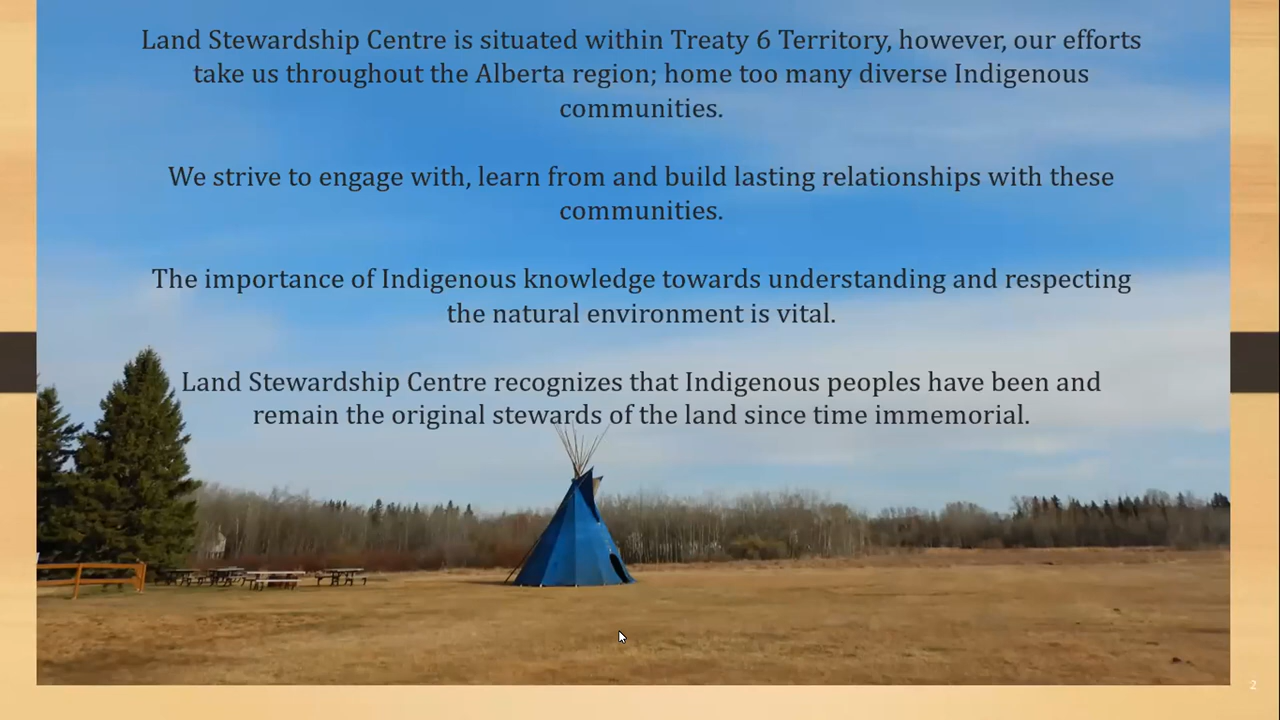 Land Stewardship Centre is situated within Treaty 6 Territory, however, our efforts
take us throughout the Alberta region; home too many diverse Indigenous
communities.
We strive to engage with, learn from and build lasting relationships with these
communities.
The importance of Indigenous knowledge towards understanding and respecting
the natural environment is vital.
Land Stewardship Centre recognizes that Indigenous peoples have been and
remain the original stewards of the land since time immemorial.
2